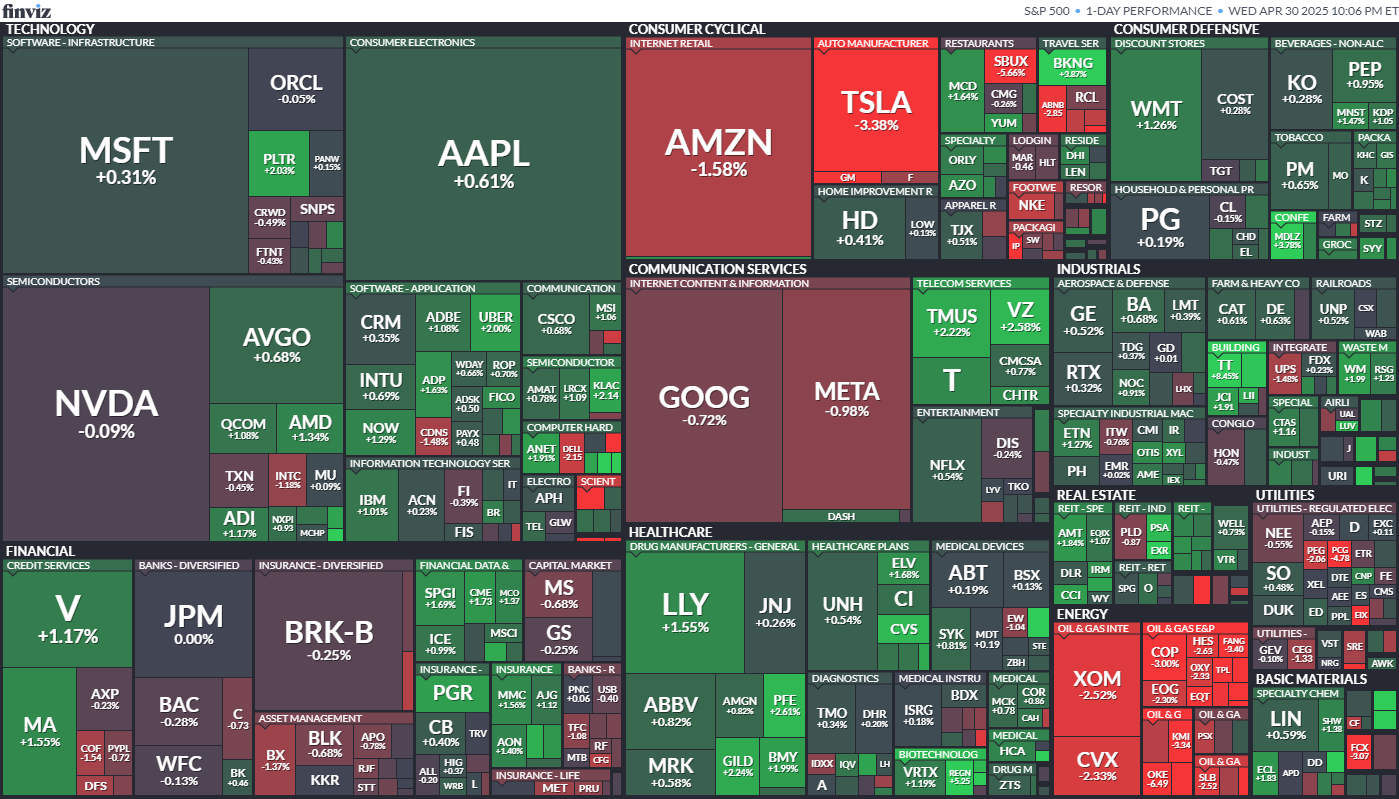 finviz
S&P 500 • 1-DAY PERFORMANCE • WED APR 30 2025 10:06 PM ET
TECHNOLOGY
SOFTWARE - INFRASTRUCTURE
MSFT
+0.31%
ORCL
-0.05%
PLTR
+2.03%
PANW
+0.15%
CRWD
-0.49%
SNPS
FTNT
-0.43%
CONSUMER ELECTRONICS
AAPL
+0.61%
SEMICONDUCTORS
NVDA
-0.09%
AVGO
+0.68%
QCOM
+1.08%
AMD
+1.34%
TXN
-0.45%
INTC
-1.18%
MU
+0.09%
ADI
+1.17%
NXPI
+0.93
MCHP
SOFTWARE - APPLICATION
CRM
+0.35%
ADBE
+1.08%
UBER
+2.00%
INTU
+0.69%
ADP
+1.63%
WDAY
+0.66%
ROP
+0.70%
ADSK
+0.50
FICO
NOW
+1.29%
CDNS
-1.48%
PAYX
+0.48
COMMUNICATION
CSCO
+0.68%
MSI
+1.06
SEMICONDUCTOR
AMAT
+0.78%
LRCX
+1.09
KLAC
+2.14
COMPUTER HARD
ANET
+1.91%
DELL
-2.15
INFORMATION TECHNOLOGY SER
IBM
+1.01%
ACN
+0.23%
FI
-0.39%
IT
BR
FIS
ELECTRO
APH
TEL
GLW
SCIENT
CONSUMER CYCLICAL
INTERNET RETAIL
AMZN
-1.58%
AUTO MANUFACTURER
TSLA
-3.38%
GM
F
HOME IMPROVEMENT R
HD
+0.41%
LOW
+0.13%
RESTAURANTS
MCD
+1.64%
SBUX
-5.66%
CMG
-0.26%
YUM
TRAVEL SER
BKNG
+3.87%
ABNB
-2.85
RCL
SPECIALTY
ORLY
AZO
LODGIN
MAR
-0.46
HLT
RESIDE
DHI
LEN
APPAREL R
TJX
+0.51%
FOOTWE
NKE
RESOR
PACKAGI
IP
SW
CONSUMER DEFENSIVE
DISCOUNT STORES
WMT
+1.26%
COST
+0.28%
TGT
BEVERAGES - NON-ALC
KO
+0.28%
PEP
+0.95%
MNST
+1.47%
KDP
+1.05
TOBACCO
PM
+0.65%
MO
PACKA
KHC
GIS
K
HOUSEHOLD & PERSONAL PR
PG
+0.19%
CL
-0.15%
CHD
EL
CONFE
MDLZ
+3.78%
FARM
GROC
STZ
SYY
COMMUNICATION SERVICES
INTERNET CONTENT & INFORMATION
GOOG
-0.72%
META
-0.98%
DASH
TELECOM SERVICES
TMUS
+2.22%
VZ
+2.58%
T
CMCSA
+0.77%
CHTR
ENTERTAINMENT
NFLX
+0.54%
DIS
-0.24%
LYV
TKO
INDUSTRIALS
AEROSPACE & DEFENSE
GE
+0.52%
BA
+0.68%
LMT
+0.39%
RTX
+0.32%
TDG
+0.37%
GD
+0.01
NOC
+0.91%
LHX
FARM & HEAVY CO
CAT
+0.61%
DE
+0.63%
RAILROADS
UNP
+0.52%
CSX
WAB
BUILDING
TT
+8.45%
JCI
+1.91
LII
INTEGRATE
UPS
-1.48%
FDX
+0.23%
WASTE M
WM
+1.99
RSG
+1.23
SPECIALTY INDUSTRIAL MAC
ETN
+1.27%
ITW
-0.76%
CMI
IR
OTIS
XYL
PH
EMR
+0.02%
AME
IEX
CONGLO
HON
-0.47%
SPECIAL
CTAS
+1.16
INDUST
AIRLI
UAL
LUV
J
URI
HEALTHCARE
DRUG MANUFACTURERS - GENERAL
LLY
+1.55%
JNJ
+0.26%
ABBV
+0.82%
AMGN
+0.82%
PFE
+2.61%
MRK
+0.58%
GILD
+2.24%
BMY
+1.99%
HEALTHCARE PLANS
UNH
+0.54%
ELV
+1.68%
CI
CVS
MEDICAL DEVICES
ABT
+0.19%
BSX
+0.13%
SYK
+0.81%
MDT
+0.19
EW
-1.04
STE
ZBH
DIAGNOSTICS
TMO
+0.34%
DHR
+0.20%
IDXX
IQV
LH
A
MEDICAL INSTRU
ISRG
+0.18%
BDX
BIOTECHNOLOG
VRTX
+1.19%
REGN
+5.25
MEDICAL
MCK
+0.78
COR
+0.86
CAH
MEDICAL
HCA
DRUG M
ZTS
REAL ESTATE
REIT - SPE
AMT
+1.84%
EQIX
+1.07
DLR
IRM
CCI
WY
REIT - IND
PLD
-0.87
PSA
EXR
REIT - RET
SPG
O
REIT -
WELL
+0.73%
VTR
UTILITIES
UTILITIES - REGULATED ELEC
NEE
-0.55%
AEP
-0.15%
D
EXC
+0.11
PEG
-2.06
PCG
-4.78
ETR
SO
+0.48%
XEL
DTE
CNP
FE
AEE
ES
CMS
DUK
ED
PPL
EIX
UTILITIES -
GEV
-0.10%
CEG
-1.33
VST
NRG
SRE
AWK
ENERGY
OIL & GAS INTE
XOM
-2.52%
CVX
-2.33%
OIL & GAS E&P
COP
-3.00%
HES
-2.63
FANG
-3.40
EOG
-2.30%
OXY
-2.33
TPL
EQT
OIL & G
KMI
-3.34
OKE
-6.49
OIL & GA
PSX
OIL & GA
SLB
-2.52
BASIC MATERIALS
SPECIALTY CHEM
LIN
+0.59%
SHW
+1.38
ECL
+1.83
APD
DD
CF
FCX
-3.07
FINANCIAL
CREDIT SERVICES
V
+1.17%
MA
+1.55%
AXP
-0.23%
COF
-1.54
PYPL
-0.72
DFS
BANKS - DIVERSIFIED
JPM
0.00%
BAC
-0.28%
C
-0.73
WFC
-0.13%
BK
+0.46
INSURANCE - DIVERSIFIED
BRK-B
-0.25%
ASSET MANAGEMENT
BX
-1.37%
BLK
-0.68%
APO
-0.78%
KKR
RJF
STT
FINANCIAL DATA &
SPGI
+1.69%
CME
+1.73
MCO
+1.37
ICE
+0.99%
MSCI
CAPITAL MARKET
MS
-0.68%
GS
-0.25%
INSURANCE -
PGR
CB
+0.40%
TRV
ALL
-0.20
HIG
+0.37
WRB
L
INSURANCE
MMC
+1.56%
AJG
+1.12
AON
+1.40%
BANKS - R
PNC
+0.06
USB
-0.40
TFC
-1.08
RF
MTB
CFG
INSURANCE - LIFE
MET
PRU